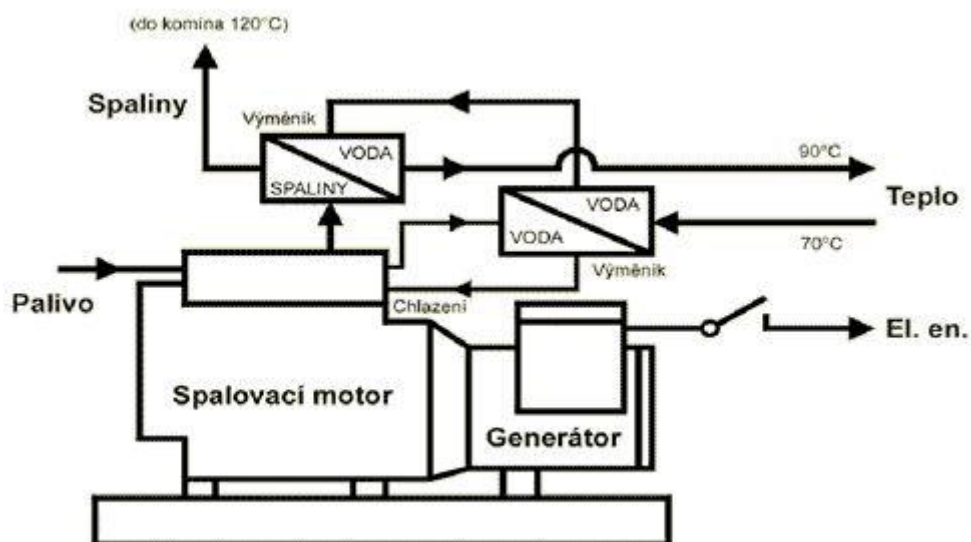 (do komína 120°C)
Spaliny
Výměník
VODA
SPALINY
90°C
Teplo
VODA
VODA
70°C
Výměník
Palivo
Chlazení
El. en.
Spalovací motor
Generátor